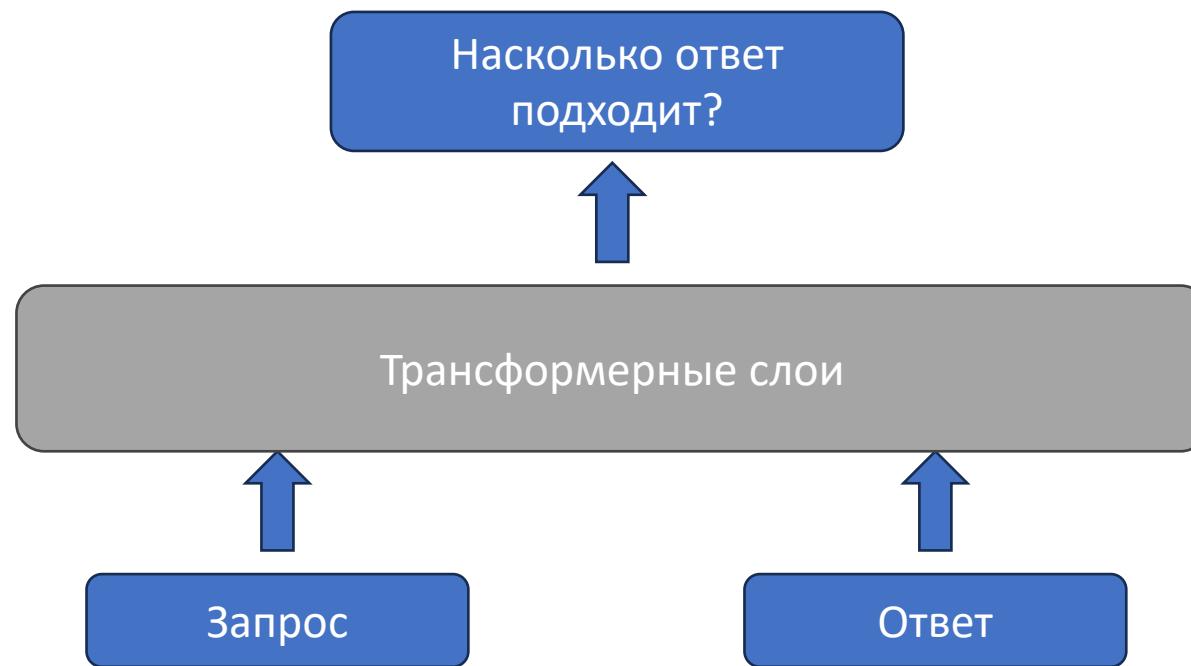 Насколько ответ
подходит?
Трансформерные слои
Запрос
Ответ